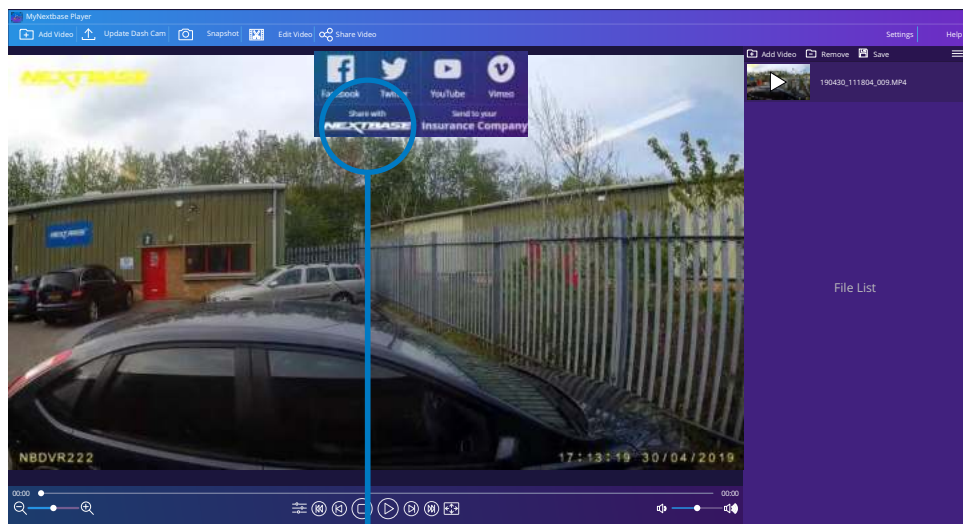 MyNextbase Player
Add Video Update Dash Cam Snapshot Edit Video Share Video Settings Help
Add Video Remove Save
190430_111804_009.MP4
NEXTBASE
Facebook Twitter YouTube Vimeo
Share with Send to your
NEXTBASE Insurance Company
NEXTBASE
2
File List
NBDVR222 17:13:19 30/04/2019
00:00 00:00